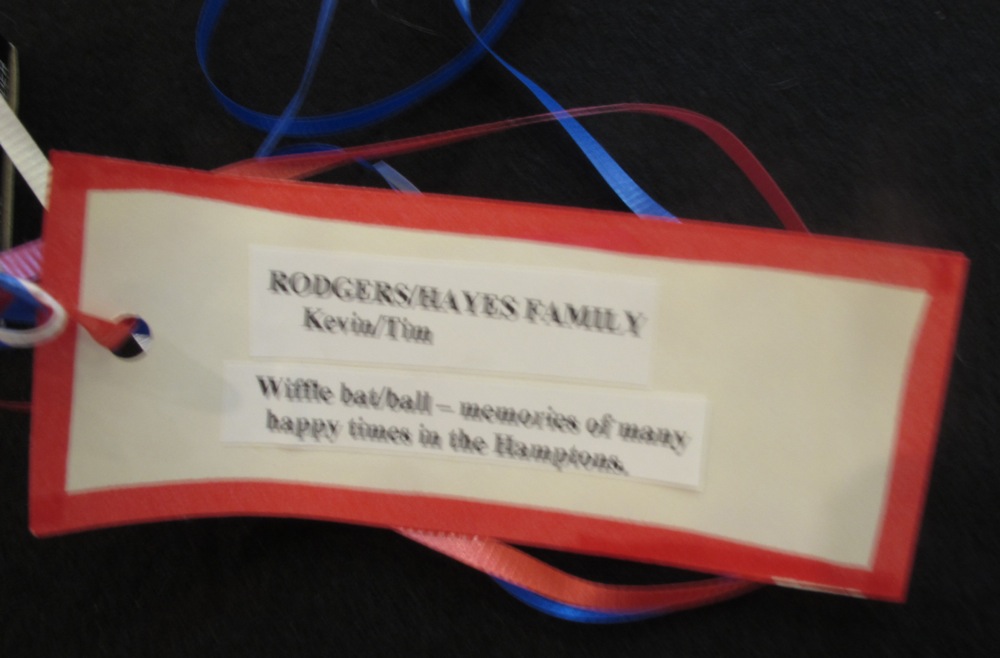 RODGERS/HAYES FAMILY
Kevin/Tim
Wiffle bat/ball – memories of many
happy times in the Hamptons.